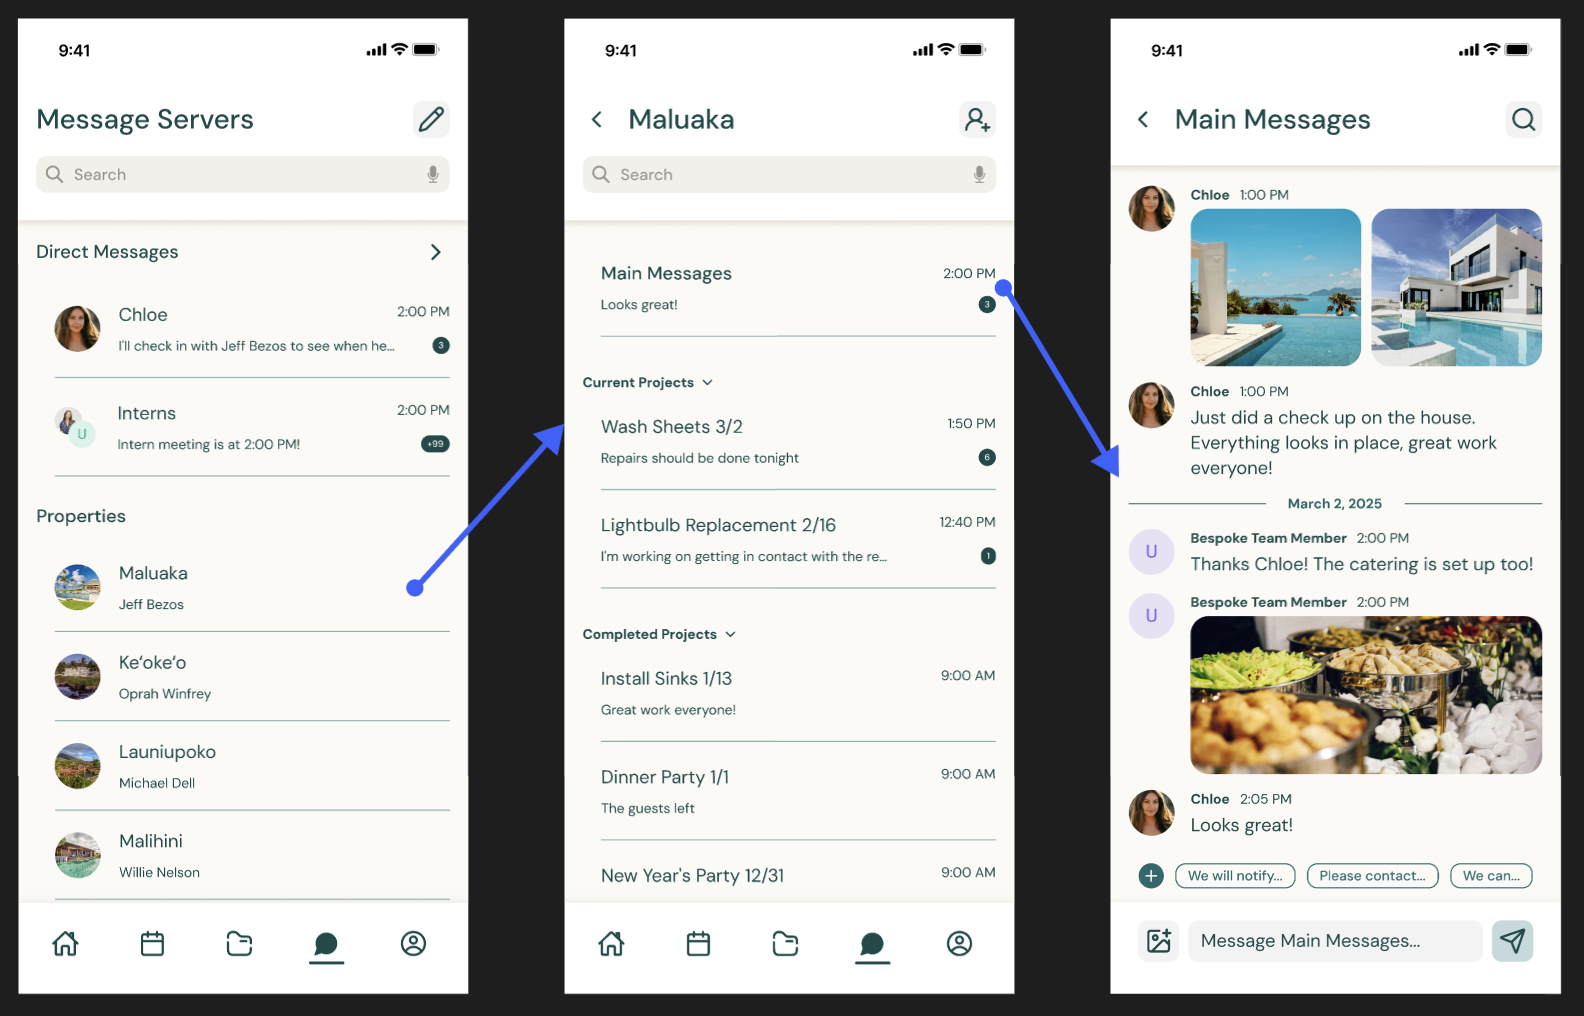 9:41
Message Servers
Search
Direct Messages
Chloe
2:00 PM
I'll check in with Jeff Bezos to see when he...
3
Interns
2:00 PM
U
Intern meeting is at 2:00 PM!
+99
Properties
Maluaka
Jeff Bezos
Keʻokeʻo
Oprah Winfrey
Launiupoko
Michael Dell
Malihini
Willie Nelson
9:41
Maluaka
Search
Main Messages
2:00 PM
Looks great!
3
Current Projects
Wash Sheets 3/2
1:50 PM
Repairs should be done tonight
6
Lightbulb Replacement 2/16
12:40 PM
I'm working on getting in contact with the re...
1
Completed Projects
Install Sinks 1/13
9:00 AM
Great work everyone!
Dinner Party 1/1
9:00 AM
The guests left
New Year's Party 12/31
9:00 AM
9:41
Main Messages
Chloe 1:00 PM
Chloe 1:00 PM
Just did a check up on the house.
Everything looks in place, great work
everyone!
March 2, 2025
U
Bespoke Team Member 2:00 PM
Thanks Chloe! The catering is set up too!
U
Bespoke Team Member 2:00 PM
Chloe 2:05 PM
Looks great!
We will notify...
Please contact...
We can...
Message Main Messages...